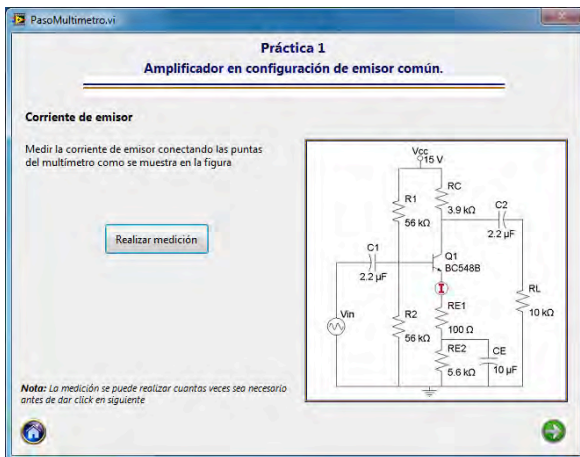 PasoMultimetro.vi
Práctica 1
Amplificador en configuración de emisor común.
Corriente de emisor
Medir la corriente de emisor conectando las puntas
del multímetro como se muestra en la figura
Realizar medición
Nota: La medición se puede realizar cuantas veces sea necesario
antes de dar click en siguiente
Vcc
15 V
RC
3.9 kΩ
R1
56 kΩ
C2
2.2 µF
C1
2.2 µF
Q1
BC548B
I
RL
10 kΩ
Vin
R2
56 kΩ
RE1
100 Ω
RE2
5.6 kΩ
CE
10 µF